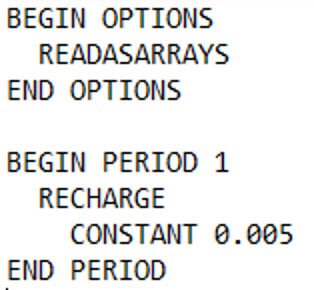 BEGIN OPTIONS
  READASARRAYS
END OPTIONS

BEGIN PERIOD 1
  RECHARGE
    CONSTANT 0.005
END PERIOD